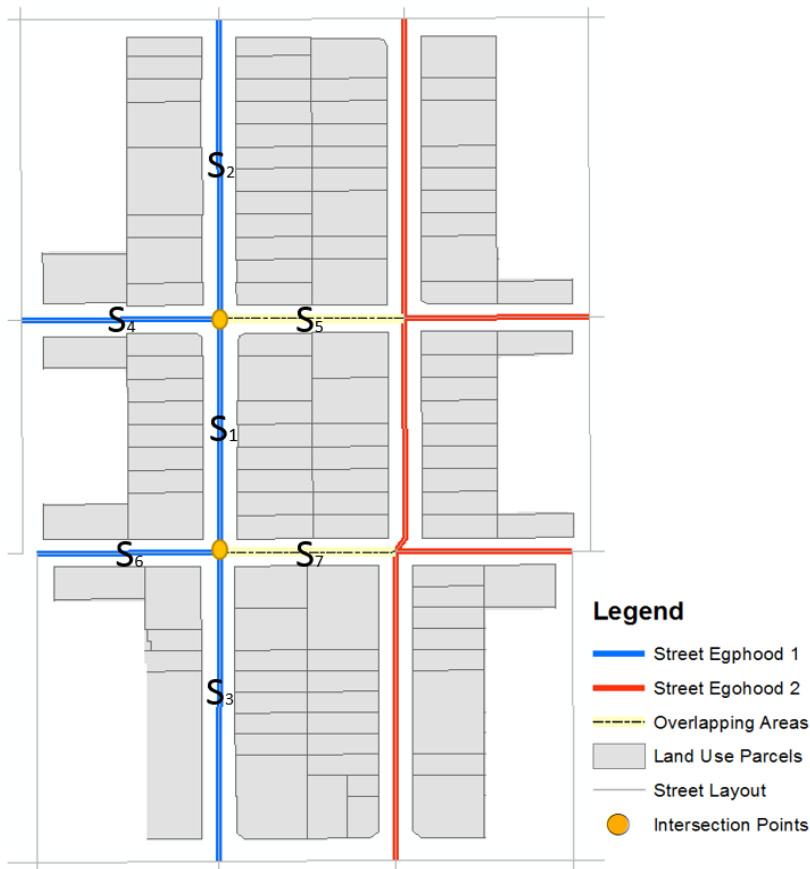 S2
S4
S5
S1
S6
S7
S3
Legend
Street Egphood 1
Street Egohood 2
Overlapping Areas
Land Use Parcels
Street Layout
Intersection Points